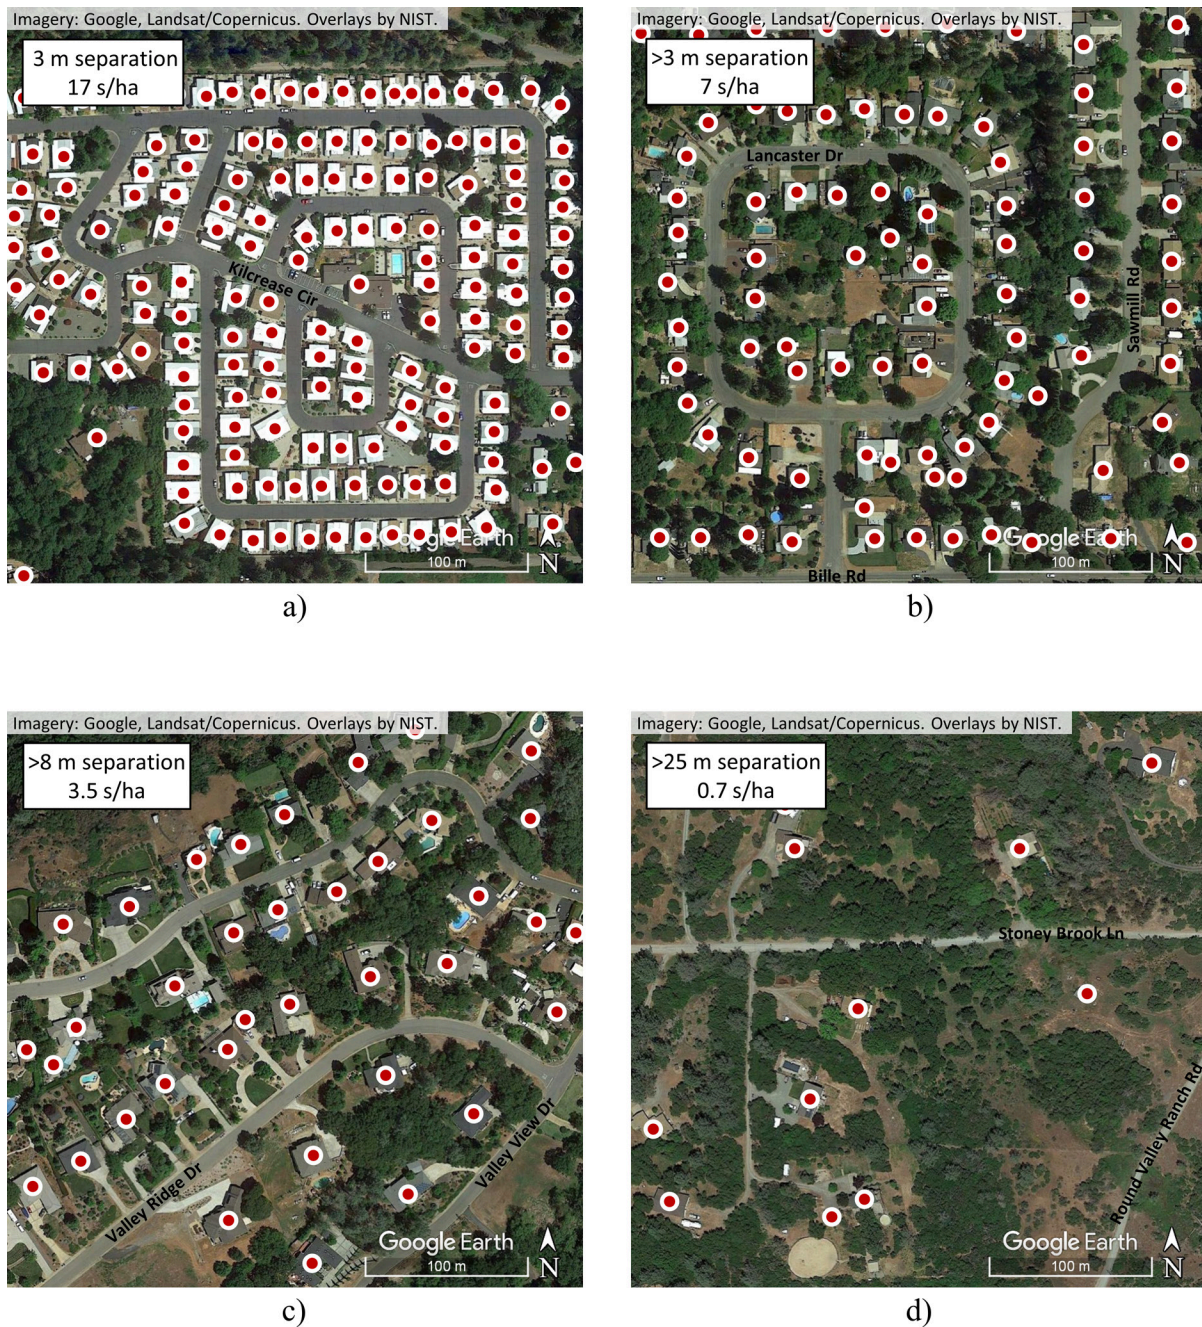 Imagery: Google, Landsat/Copernicus. Overlays by NIST.
3 m separation
17 s/ha
Kilcrease Cir
Google Earth
100 m
N
a)
Imagery: Google, Landsat/Copernicus. Overlays by NIST.
>3 m separation
7 s/ha
Lancaster Dr
Sawmill Rd
Bille Rd
Google Earth
100 m
N
b)
Imagery: Google, Landsat/Copernicus. Overlays by NIST.
>8 m separation
3.5 s/ha
Valley Ridge Dr
Valley View Dr
Google Earth
100 m
N
c)
Imagery: Google, Landsat/Copernicus. Overlays by NIST.
>25 m separation
0.7 s/ha
Stoney Brook Ln
Round Valley Ranch Rd
Google Earth
100 m
N
d)